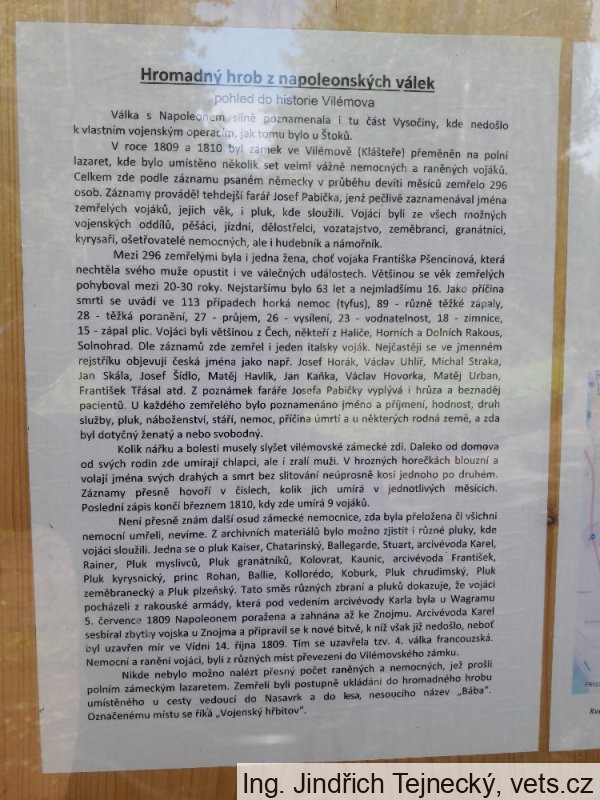 Hromadný hrob z napoleonských válek
pohled do historie Vilémova
Válka s Napoleonem silně poznamenala i tu část Vysočiny, kde nedošlo
k vlastním vojenským operacím, jak tomu bylo u Štoků.
V roce 1809 a 1810 byl zámek ve Vilémově (Klášteře) přeměněn na polní
lazaret, kde bylo umístěno několik set velmi vážně nemocných a raněných vojáků.
Celkem zde podle záznamu psaném německy v průběhu devíti měsíců zemřelo 296
osob. Záznamy prováděl tehdejší farář Josef Pabička, jenž pečlivě zaznamenával jména
zemřelých vojáků, jejich věk, i pluk, kde sloužili. Vojáci byli ze všech možných
vojenských oddílů, pěšáci, jízdní, dělostřelci, vozatajstvo, zeměbranci, granátníci,
kyrysaři, ošetřovatelé nemocných, ale i hudebník a námořník.
Mezi 296 zemřelými byla i jedna žena, choť vojaka Františka Pšencinová, která
nechtěla svého muže opustit i ve válečných událostech. Většinou se věk zemřelých
pohyboval mezi 20-30 roky. Nejstaršímu bylo 63 let a nejmladšímu 16. Jako příčina
smrti se uvádí ve 113 případech horká nemoc (tyfus), 89 - různě těžké zápaly,
28 - těžká poranění, 27 - průjem, 26 - vysílení, 23 - vodnatelnost, 18 - zimnice,
15 - zápal plic. Vojáci byli většinou z Čech, někteří z Haliče, Horních a Dolních Rakous,
Solnohrad. Dle záznamů zde zemřel i jeden italsky voják. Nejčastěji se ve jmenném
rejstříku objevují česká jména jako např. Josef Horák, Václav Uhlíř, Michal Straka,
Jan Skála, Josef Šídlo, Matěj Havlík, Jan Kaňka, Václav Hovorka, Matěj Urban,
František Třásal atd. Z poznámek faráře Josefa Pabičky vyplývá i hrůza a beznaděj
pacientů. U každého zemřelého bylo poznamenáno jméno a příjmení, hodnost, druh
služby, pluk, náboženství, stáří, nemoc, příčina úmrtí a u některých rodná země, a zda
byl dotyčný ženatý a nebo svobodný.
Kolik nářku a bolesti musely slyšet vilémovské zámecké zdi. Daleko od domova
od svých rodin zde umírají chlapci, ale i zralí muži. V hrozných horečkách blouzní a
volají jména svých drahých a smrt bez slitování neúprosně kosí jednoho po druhém.
Záznamy přesně hovoří v číslech, kolik jich umírá v jednotlivých měsících.
Poslední zápis končí březnem 1810, kdy zde umírá 9 vojáků.
Není přesně znám další osud zámecké nemocnice, zda byla přeložena či všichni
nemocní umřeli, nevíme. Z archivních materiálů bylo možno zjistit i různé pluky, kde
vojáci sloužili. Jedna se o pluk Kaiser, Chatarinský, Ballegarde, Stuart, arcivévoda Karel,
Rainer, Pluk myslivců, Pluk granátníků, Kolovrat, Kaunic, arcivévoda František,
Pluk kyrysnický, princ Rohan, Ballie, Kollorédo, Koburk, Pluk chrudimský, Pluk
zeměbranecký a Pluk plzeňský. Tato směs různých zbraní a pluků dokazuje, že vojáci
pocházeli z rakouské armády, která pod vedením arcivévody Karla byla u Wagramu
5. července 1809 Napoleonem poražena a zahnána až ke Znojmu. Arcivévoda Karel
sesbíral zbytky vojska u Znojma a připravil se k nové bitvě, k níž však již nedošlo, neboť
byl uzavřen mír ve Vídni 14. října 1809. Tím se uzavřela tzv. 4. válka francouzská.
Nemocní a ranění vojáci, byli z různých míst převezeni do Vilémovského zámku.
Nikde nebylo možno nalézt přesný počet raněných a nemocných, jež prošli
polním zámeckým lazaretem. Zemřelí byli postupně ukládáni do hromadného hrobu
umístěného u cesty vedoucí do Nasavrk a do lesa, nesoucího název „Bába“.
Označenému místu se říká „Vojenský hřbitov“.
Ing. Jindřich Tejnecký, vets.cz